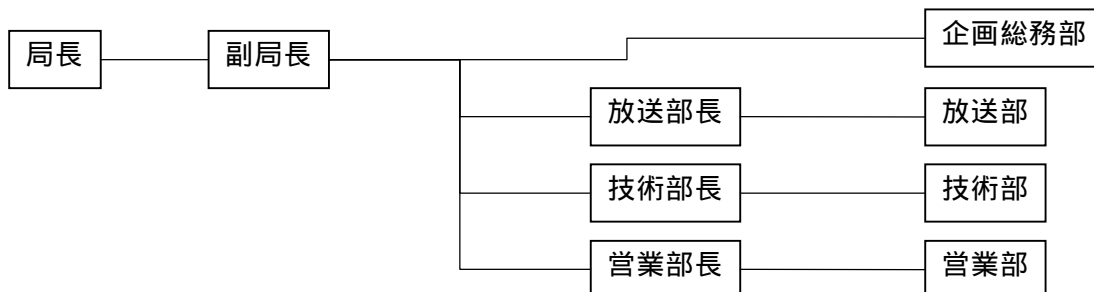 企画総務部
局長
副局長
放送部長
放送部
技術部長
技術部
営業部長
営業部